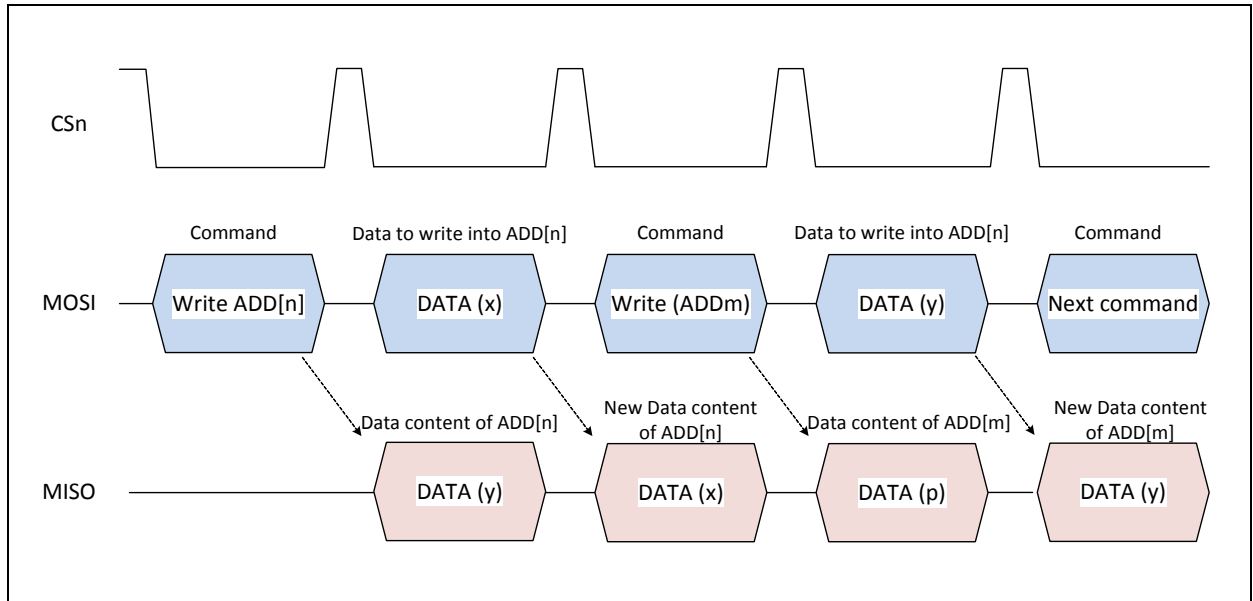 CSn
Command
Data to write into ADD[n]
Command
Data to write into ADD[n]
Command
MOSI
Write ADD[n]
DATA (x)
Write (ADDm)
DATA (y)
Next command
Data content of ADD[n]
New Data content
of ADD[n]
Data content of ADD[m]
New Data content
of ADD[m]
MISO
DATA (y)
DATA (x)
DATA (p)
DATA (y)